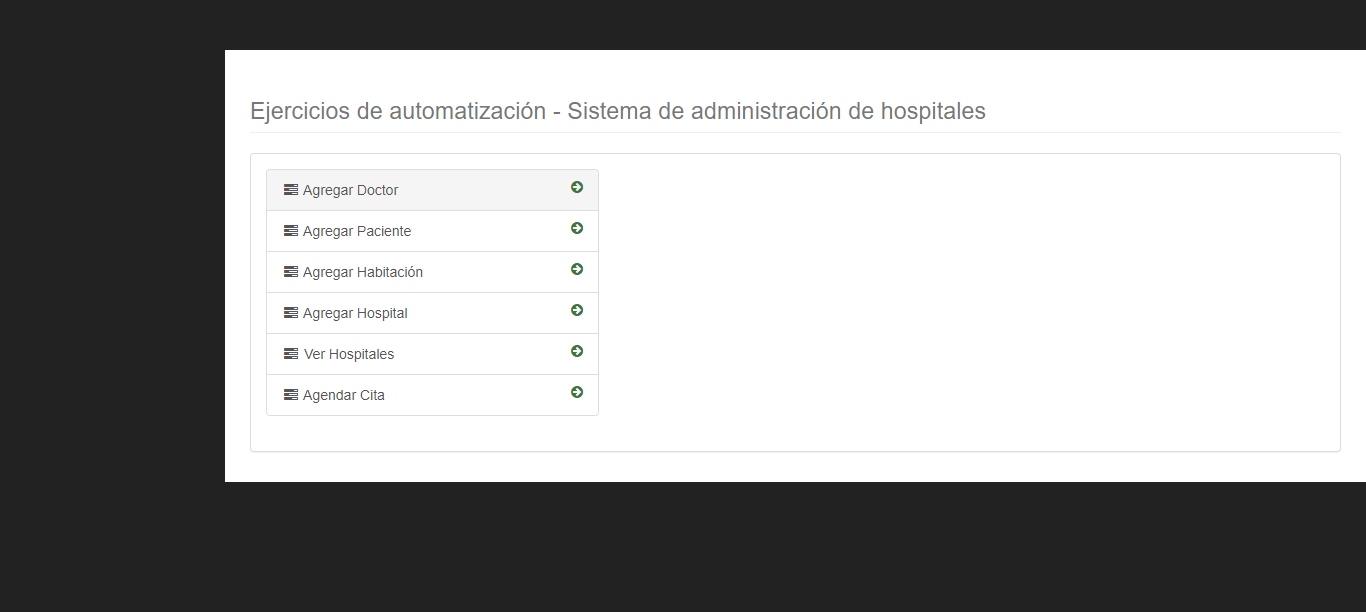 Ejercicios de automatización - Sistema de administración de hospitales
Agregar Doctor
Agregar Paciente
Agregar Habitación
Agregar Hospital
Ver Hospitales
Agendar Cita